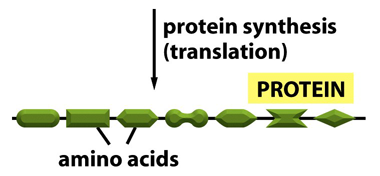 protein synthesis
(translation)
PROTEIN
amino acids